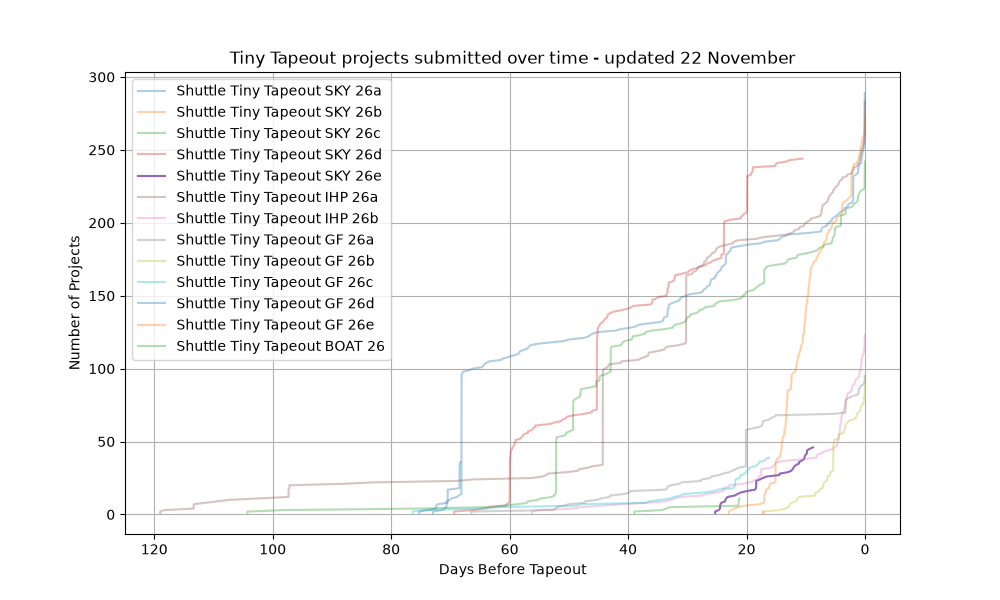 Tiny Tapeout projects submitted over time - updated 22 November
300
250
200
150
100
50
0
Number of Projects
Shuttle Tiny Tapeout SKY 26a
Shuttle Tiny Tapeout SKY 26b
Shuttle Tiny Tapeout SKY 26c
Shuttle Tiny Tapeout SKY 26d
Shuttle Tiny Tapeout SKY 26e
Shuttle Tiny Tapeout IHP 26a
Shuttle Tiny Tapeout IHP 26b
Shuttle Tiny Tapeout GF 26a
Shuttle Tiny Tapeout GF 26b
Shuttle Tiny Tapeout GF 26c
Shuttle Tiny Tapeout GF 26d
Shuttle Tiny Tapeout GF 26e
Shuttle Tiny Tapeout BOAT 26
120 100 80 60 40 20 0
Days Before Tapeout